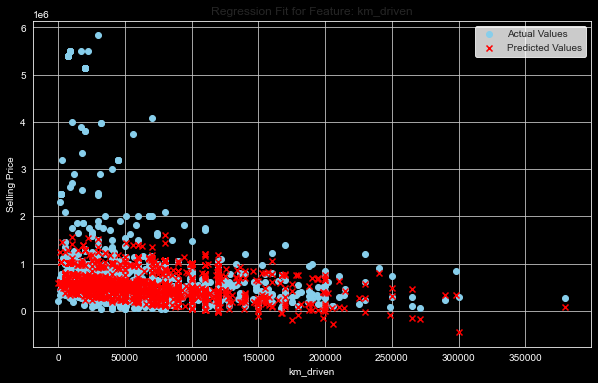 Regression Fit for Feature: km_driven
1e6
Actual Values
Predicted Values
6
5
4
3
2
1
0
Selling Price
0
50000
100000
150000
200000
250000
300000
350000
km_driven